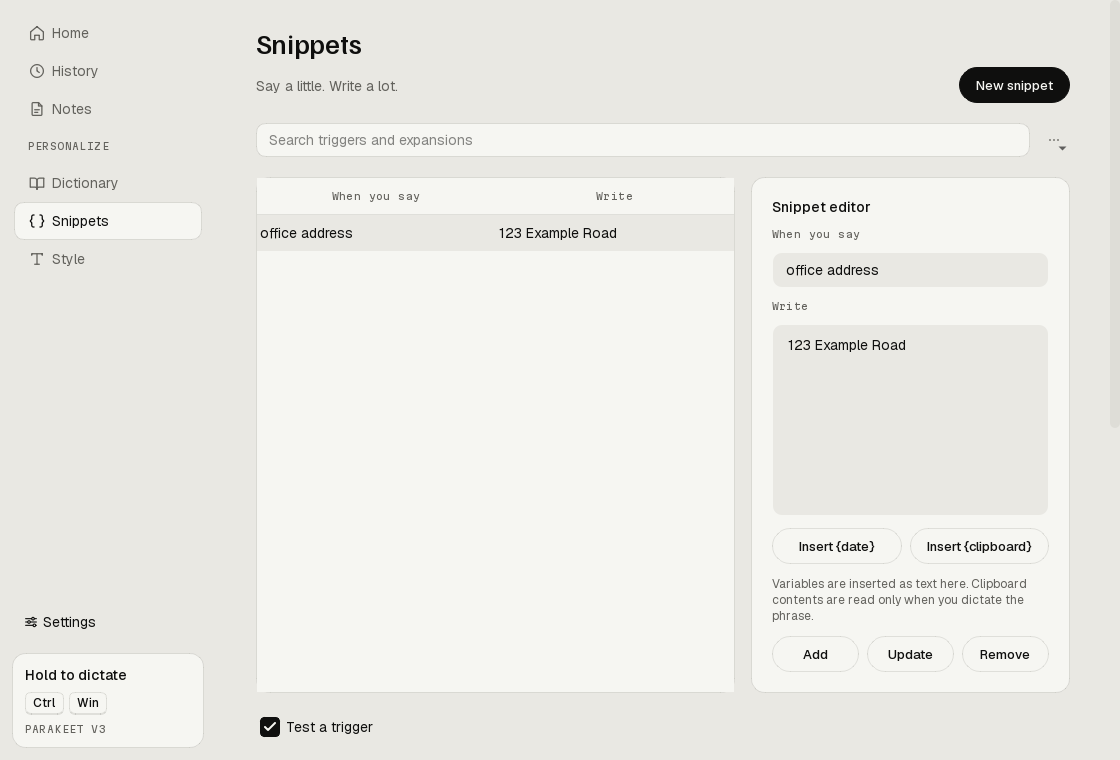 Home
History
Notes
PERSONALIZE
Dictionary
Snippets
Style
Settings
Hold to dictate
Ctrl Win
PARAKEET V3
Snippets
Say a little. Write a lot.
New snippet
Search triggers and expansions
...
When you say Write
office address 123 Example Road
Snippet editor
When you say
office address
Write
123 Example Road
Insert {date} Insert {clipboard}
Variables are inserted as text here. Clipboard
contents are read only when you dictate the
phrase.
Add Update Remove
Test a trigger